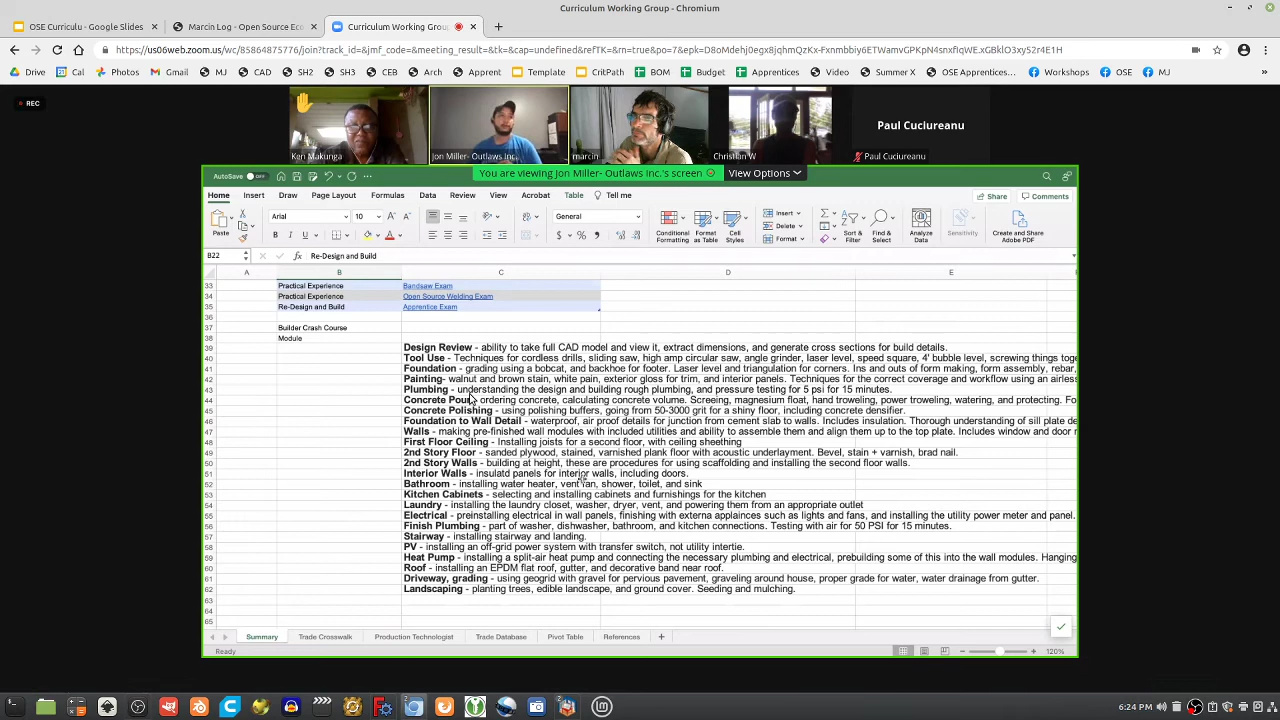 Curriculum Working Group - Chromium
OSE Curriculu - Google Slides
Marcin Log - Open Source Eco
Curriculum Working Grou
https://us06web.zoom.us/wc/85864875776/join?track_id=&jmf_code=&meeting_result=&tk=&cap=undefined&refTK=&rn=true&po=7&epk=
Drive Cal Photos Gmail MJ CAD SH2 SH3 CEB Arch Apprent Template CritPath BOM Budget Apprentices Video Summer X OSE Apprentices... Workshops OSE MJ
REC
Paul Cuciureanu
Ken Makunga
Jon Miller- Outlaws Inc.
marcin
Christian W
Paul Cuciureanu
You are viewing Jon Miller- Outlaws Inc.'s screen
View Options
AutoSave OFF
Home Insert Draw Page Layout Formulas Data Review View Acrobat Table Tell me
Share Comments
Paste
Arial 10
General
Conditional Formatting
Format as Table
Cell Styles
Insert
Delete
Format
Sort & Filter
Find & Select
Analyze Data
Sensitivity
Create and Share Adobe PDF
B22 fx Re-Design and Build
A B C D E
33 Practical Experience Bandsaw Exam
34 Practical Experience Open Source Welding Exam
35 Re-Design and Build Apprentice Exam
36
37 Builder Crash Course
38 Module
39 Design Review - ability to take full CAD model and view it, extract dimensions, and generate cross sections for build details.
40 Tool Use - Techniques for cordless drills, sliding saw, high amp circular saw, angle grinder, laser level, speed square, 4' bubble level, screwing things toge
41 Foundation - grading using a bobcat, and backhoe for footer. Laser level and triangulation for corners. Ins and outs of form making, form assembly, rebar,
42 Painting- walnut and brown stain, white pain, exterior gloss for trim, and interior panels. Techniques for the correct coverage and workflow using an airless
43 Plumbing - understanding the design and building rough plumbing, and pressure testing for 5 psi for 15 minutes.
44 Concrete Pour - ordering concrete, calculating concrete volume. Screeing, magnesium float, hand troweling, power troweling, watering, and protecting. Fo
45 Concrete Polishing - using polishing buffers, going from 50-3000 grit for a shiny floor, including concrete densifier.
46 Foundation to Wall Detail - waterproof, air proof details for junction from cement slab to walls. Includes insulation. Thorough understanding of sill plate de
47 Walls - making pre-finished wall modules with included utilities and ability to assemble them and align them up to the top plate. Includes window and door r
48 First Floor Ceiling - Installing joists for a second floor, with ceiling sheething
49 2nd Story Floor - sanded plywood, stained, varnished plank floor with acoustic underlayment. Bevel, stain + varnish, brad nail.
50 2nd Story Walls - building at height, these are procedures for using scaffolding and installing the second floor walls.
51 Interior Walls - insulatd panels for interior walls, including doors.
52 Bathroom - installing water heater, vent fan, shower, toilet, and sink
53 Kitchen Cabinets - selecting and installing cabinets and furnishings for the kitchen
54 Laundry - installing the laundry closet, washer, dryer, vent, and powering them from an appropriate outlet
55 Electrical - preinstalling electrical in wall panels, finishing with externa appliances such as lights and fans, and installing the utility power meter and panel.
56 Finish Plumbing - part of washer, dishwasher, bathroom, and kitchen connections. Testing with air for 50 PSI for 15 minutes.
57 Stairway - installing stairway and landing.
58 PV - installing an off-grid power system with transfer switch, not utility intertie.
59 Heat Pump - installing a split-air heat pump and connecting the necessary plumbing and electrical, prebuilding some of this into the wall modules. Hanging
60 Roof - installing an EPDM flat roof, gutter, and decorative band near roof.
61 Driveway, grading - using geogrid with gravel for pervious pavement, graveling around house, proper grade for water, water drainage from gutter.
62 Landscaping - planting trees, edible landscape, and ground cover. Seeding and mulching.
63
64
65
Summary Trade Crosswalk Production Technologist Trade Database Pivot Table References
Ready
120%
6:24 PM